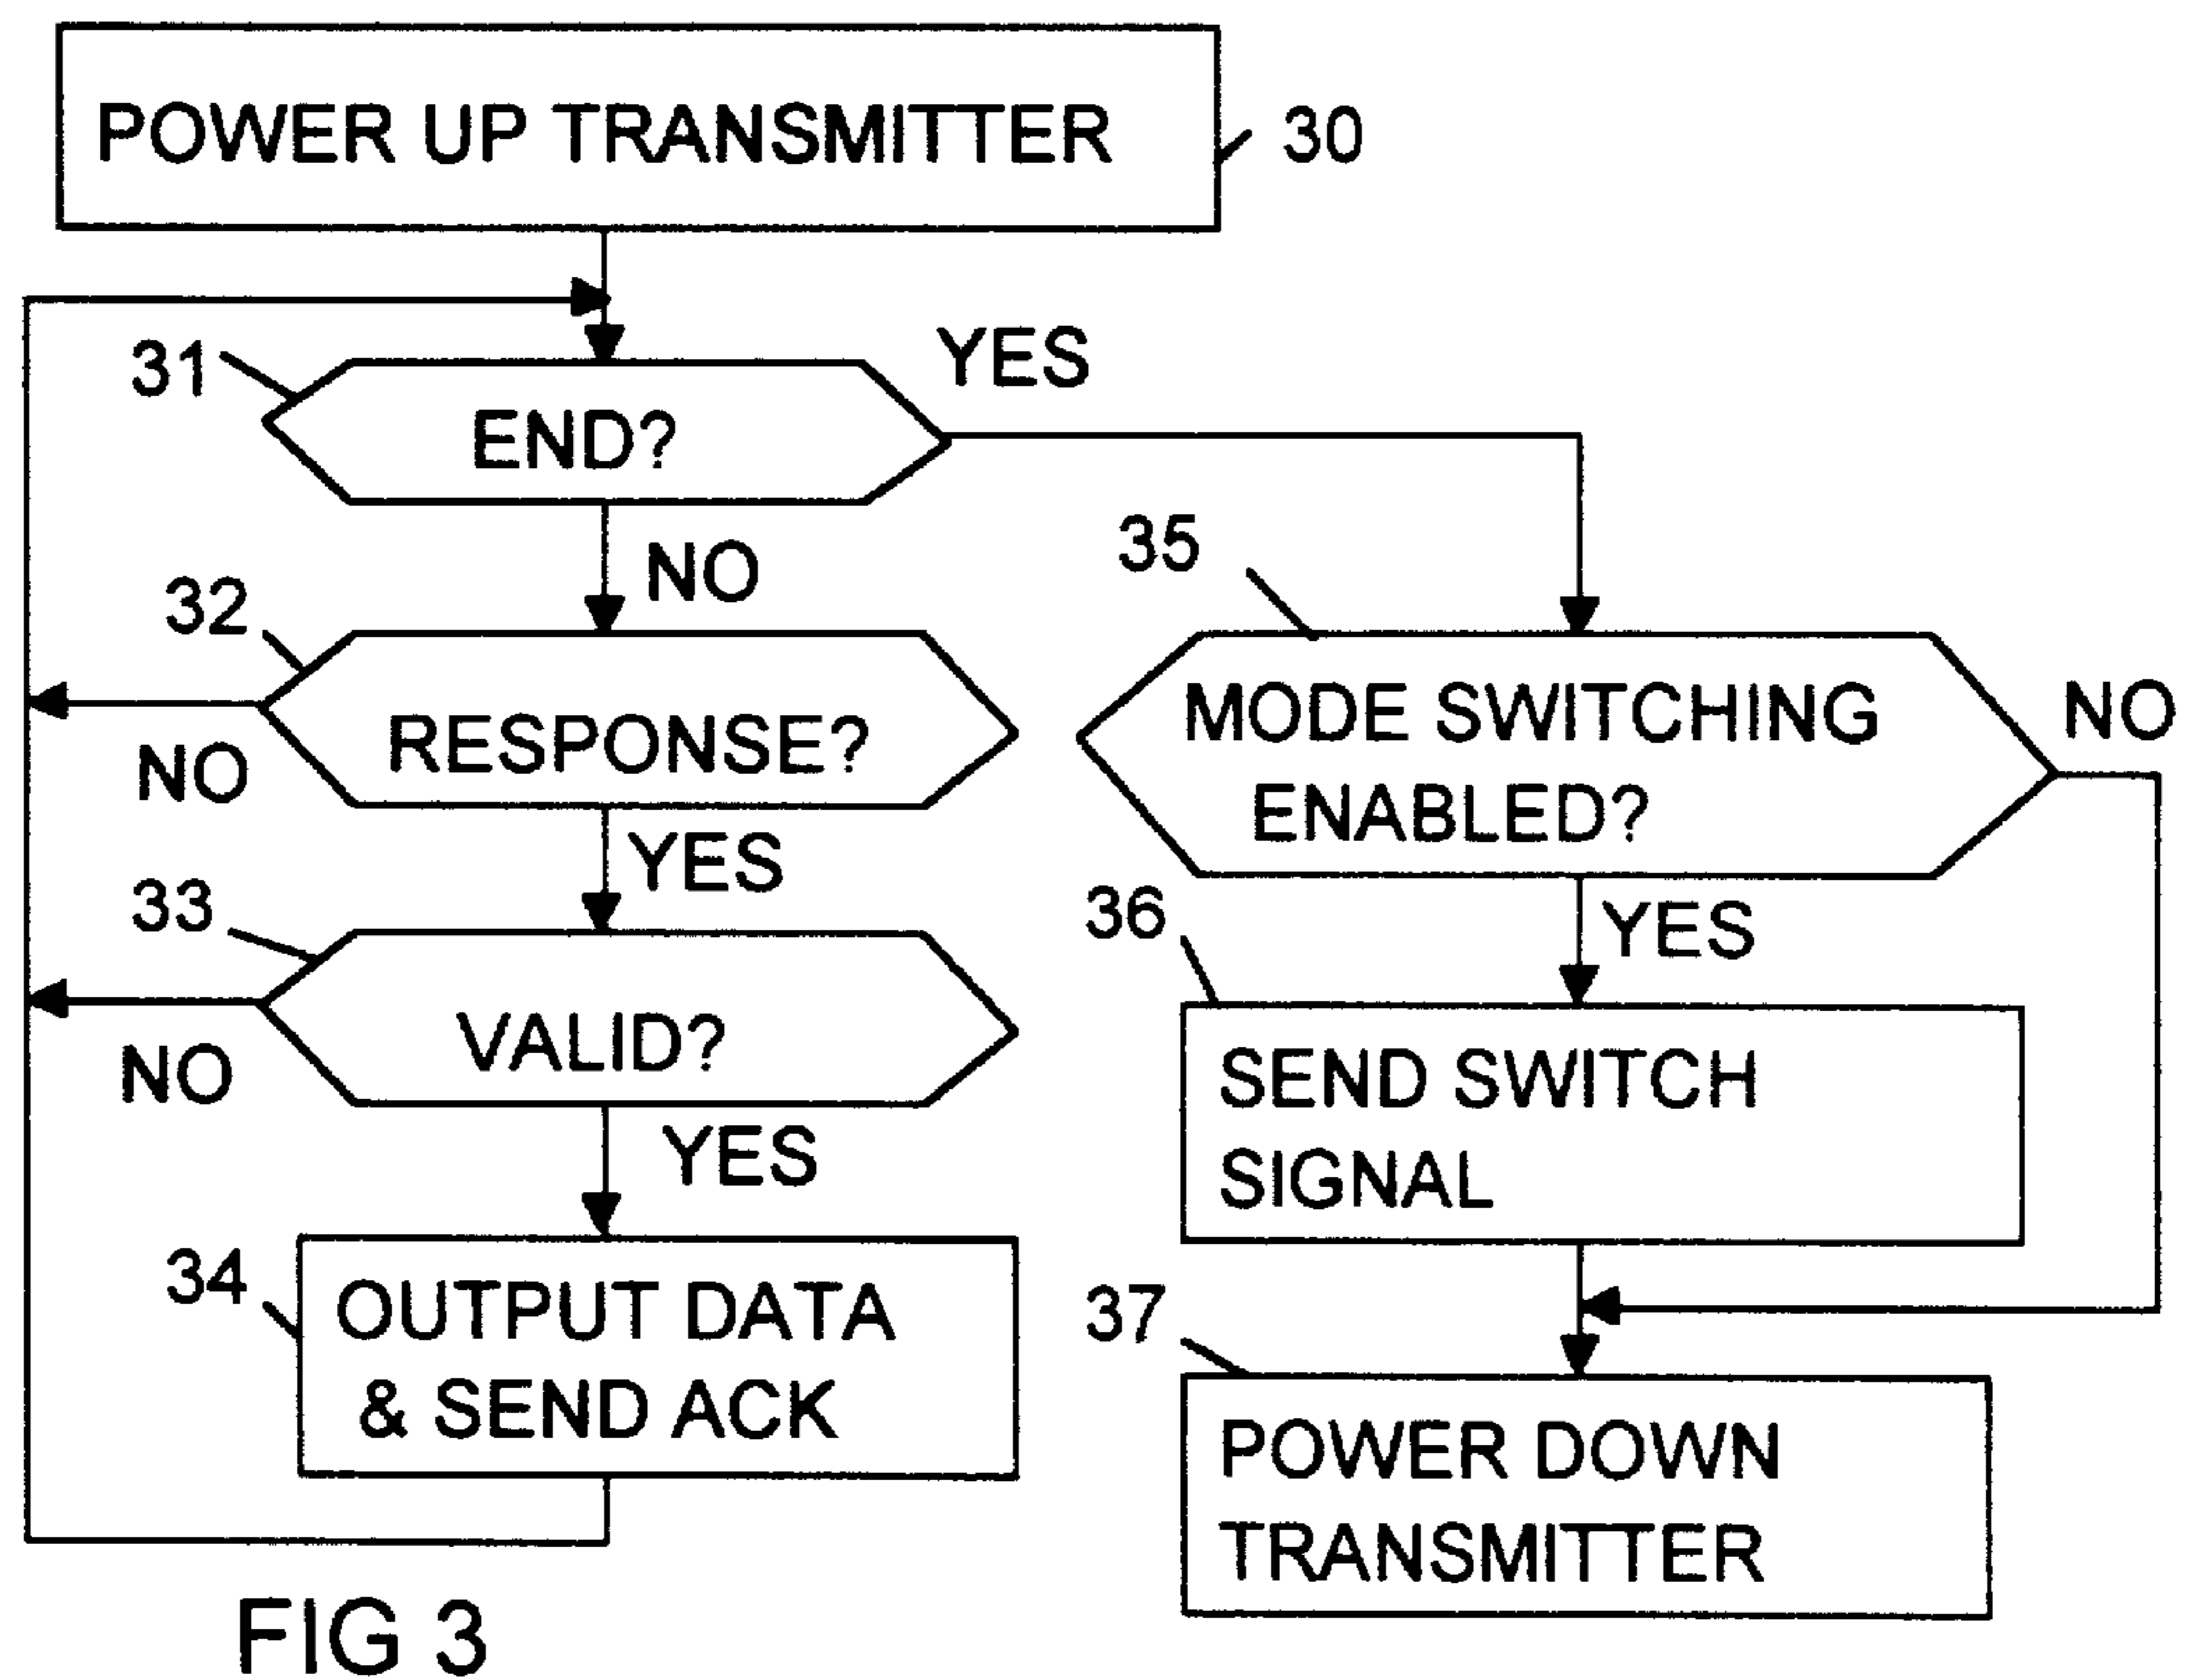 POWER UP TRANSMITTER
30
31
END?
YES
NO
32
RESPONSE?
NO
YES
33
VALID?
NO
YES
34
OUTPUT DATA
& SEND ACK
35
MODE SWITCHING
ENABLED?
NO
YES
36
SEND SWITCH
SIGNAL
37
POWER DOWN
TRANSMITTER
FIG 3